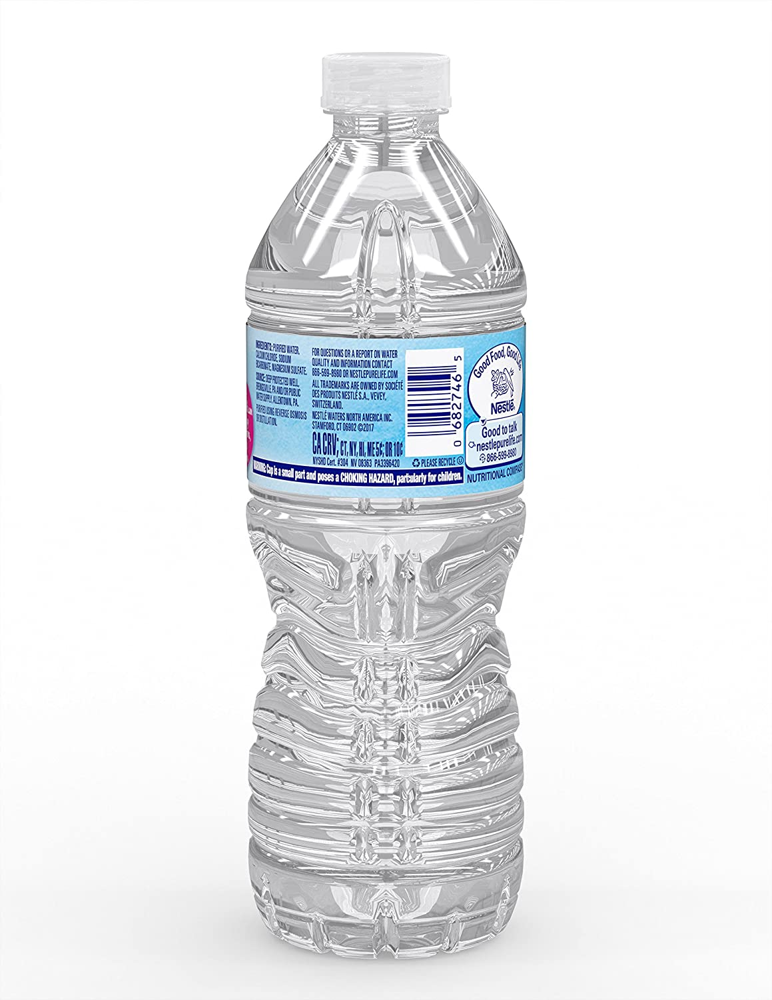 INGREDIENTS: PURIFIED WATER,
CALCIUM CHLORIDE, SODIUM
BICARBONATE, MAGNESIUM SULFATE.
SOURCE: DEEP PROTECTED WELL,
BREINIGSVILLE, PA AND/OR PUBLIC
WATER SUPPLY, ALLENTOWN, PA.
PURIFIED USING REVERSE OSMOSIS
OR DISTILLATION.
FOR QUESTIONS OR A REPORT ON WATER
QUALITY AND INFORMATION CONTACT
866-599-8980 OR NESTLEPURELIFE.COM
ALL TRADEMARKS ARE OWNED BY SOCIÉTÉ
DES PRODUITS NESTLÉ S.A., VEVEY,
SWITZERLAND.
NESTLÉ WATERS NORTH AMERICA INC.
STAMFORD, CT 06902 ©2017
CA CRV; CT, NY, HI, ME 5¢; OR 10¢
NYSHD Cert. #304 NV 08363 PA3396420
PLEASE RECYCLE
WARNING: Cap is a small part and poses a CHOKING HAZARD, particularly for children.
0 68274 6 5
Good Food, Good Life
Nestlé®
Good to talk
nestlepurelife.com
866-599-8980
NUTRITIONAL COMPASS